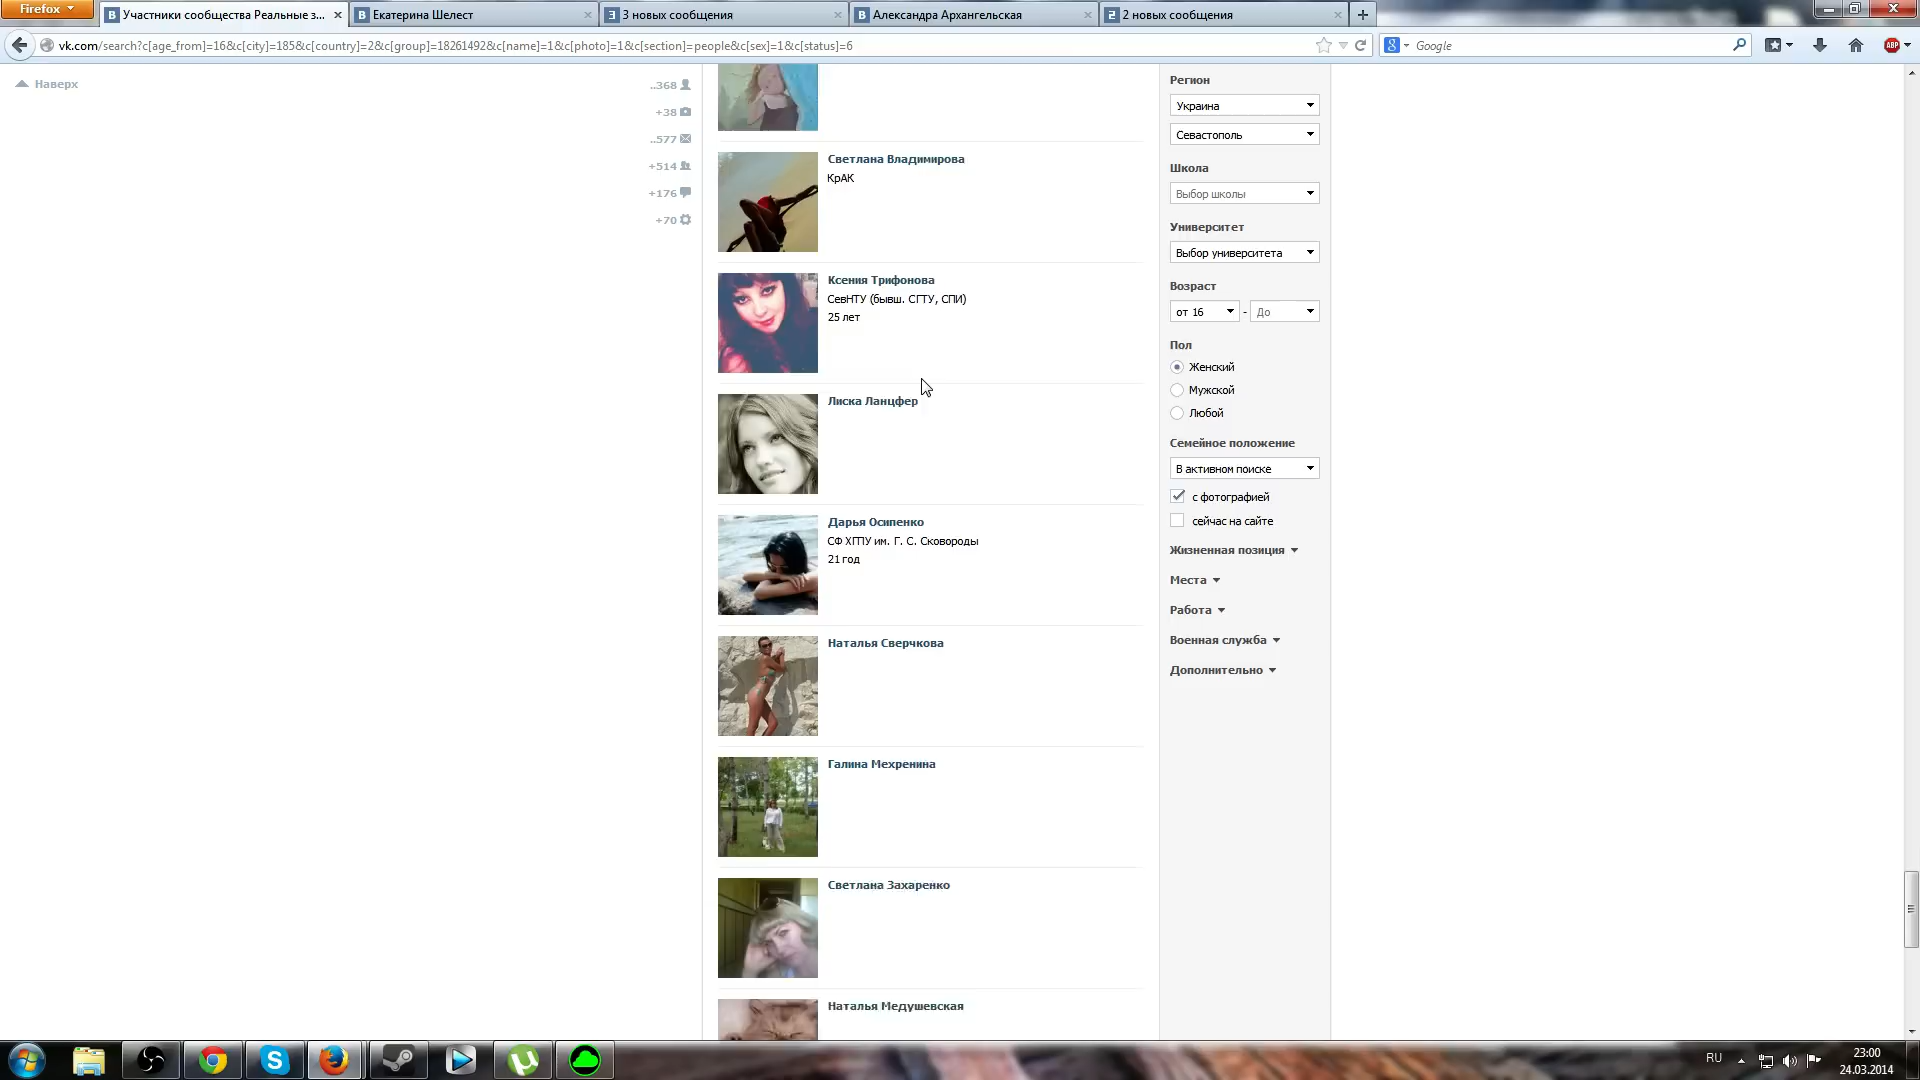 Firefox
Участники сообщества Реальные з...
Екатерина Шелест
3 новых сообщения
Александра Архангельская
2 новых сообщения
vk.com/search?c[age_from]=16&c[city]=185&c[country]=2&c[group]=18261492&c[name]=1&c[photo]=1&c[section]=people&c[sex]=1&c[status]=6
Google
ABP
Наверх
..368
+38
..577
+514
+176
+70
Светлана Владимирова
КрАК
Ксения Трифонова
СевНТУ (бывш. СГТУ, СПИ)
25 лет
Лиска Ланцфер
Дарья Осипенко
СФ ХГПУ им. Г. С. Сковороды
21 год
Наталья Сверчкова
Галина Мехренина
Светлана Захаренко
Наталья Медушевская
Регион
Украина
Севастополь
Школа
Выбор школы
Университет
Выбор университета
Возраст
от 16 - До
Пол
Женский
Мужской
Любой
Семейное положение
В активном поиске
с фотографией
сейчас на сайте
Жизненная позиция
Места
Работа
Военная служба
Дополнительно
RU
23:00
24.03.2014